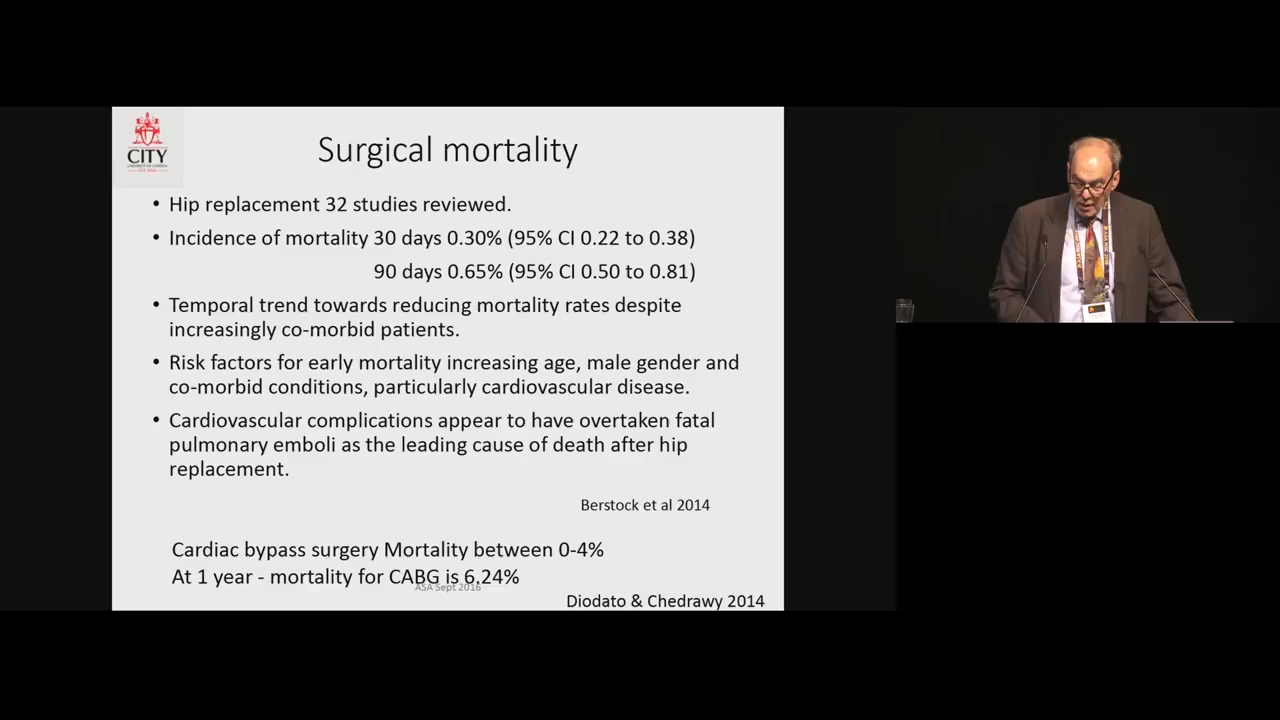 CITY
UNIVERSITY OF LONDON
EST 1894
Surgical mortality
• Hip replacement 32 studies reviewed.
• Incidence of mortality 30 days 0.30% (95% CI 0.22 to 0.38)
90 days 0.65% (95% CI 0.50 to 0.81)
• Temporal trend towards reducing mortality rates despite
increasingly co-morbid patients.
• Risk factors for early mortality increasing age, male gender and
co-morbid conditions, particularly cardiovascular disease.
• Cardiovascular complications appear to have overtaken fatal
pulmonary emboli as the leading cause of death after hip
replacement.
Berstock et al 2014
Cardiac bypass surgery Mortality between 0-4%
At 1 year - mortality for CABG is 6.24%
ASA Sept 2016
Diodato & Chedrawy 2014